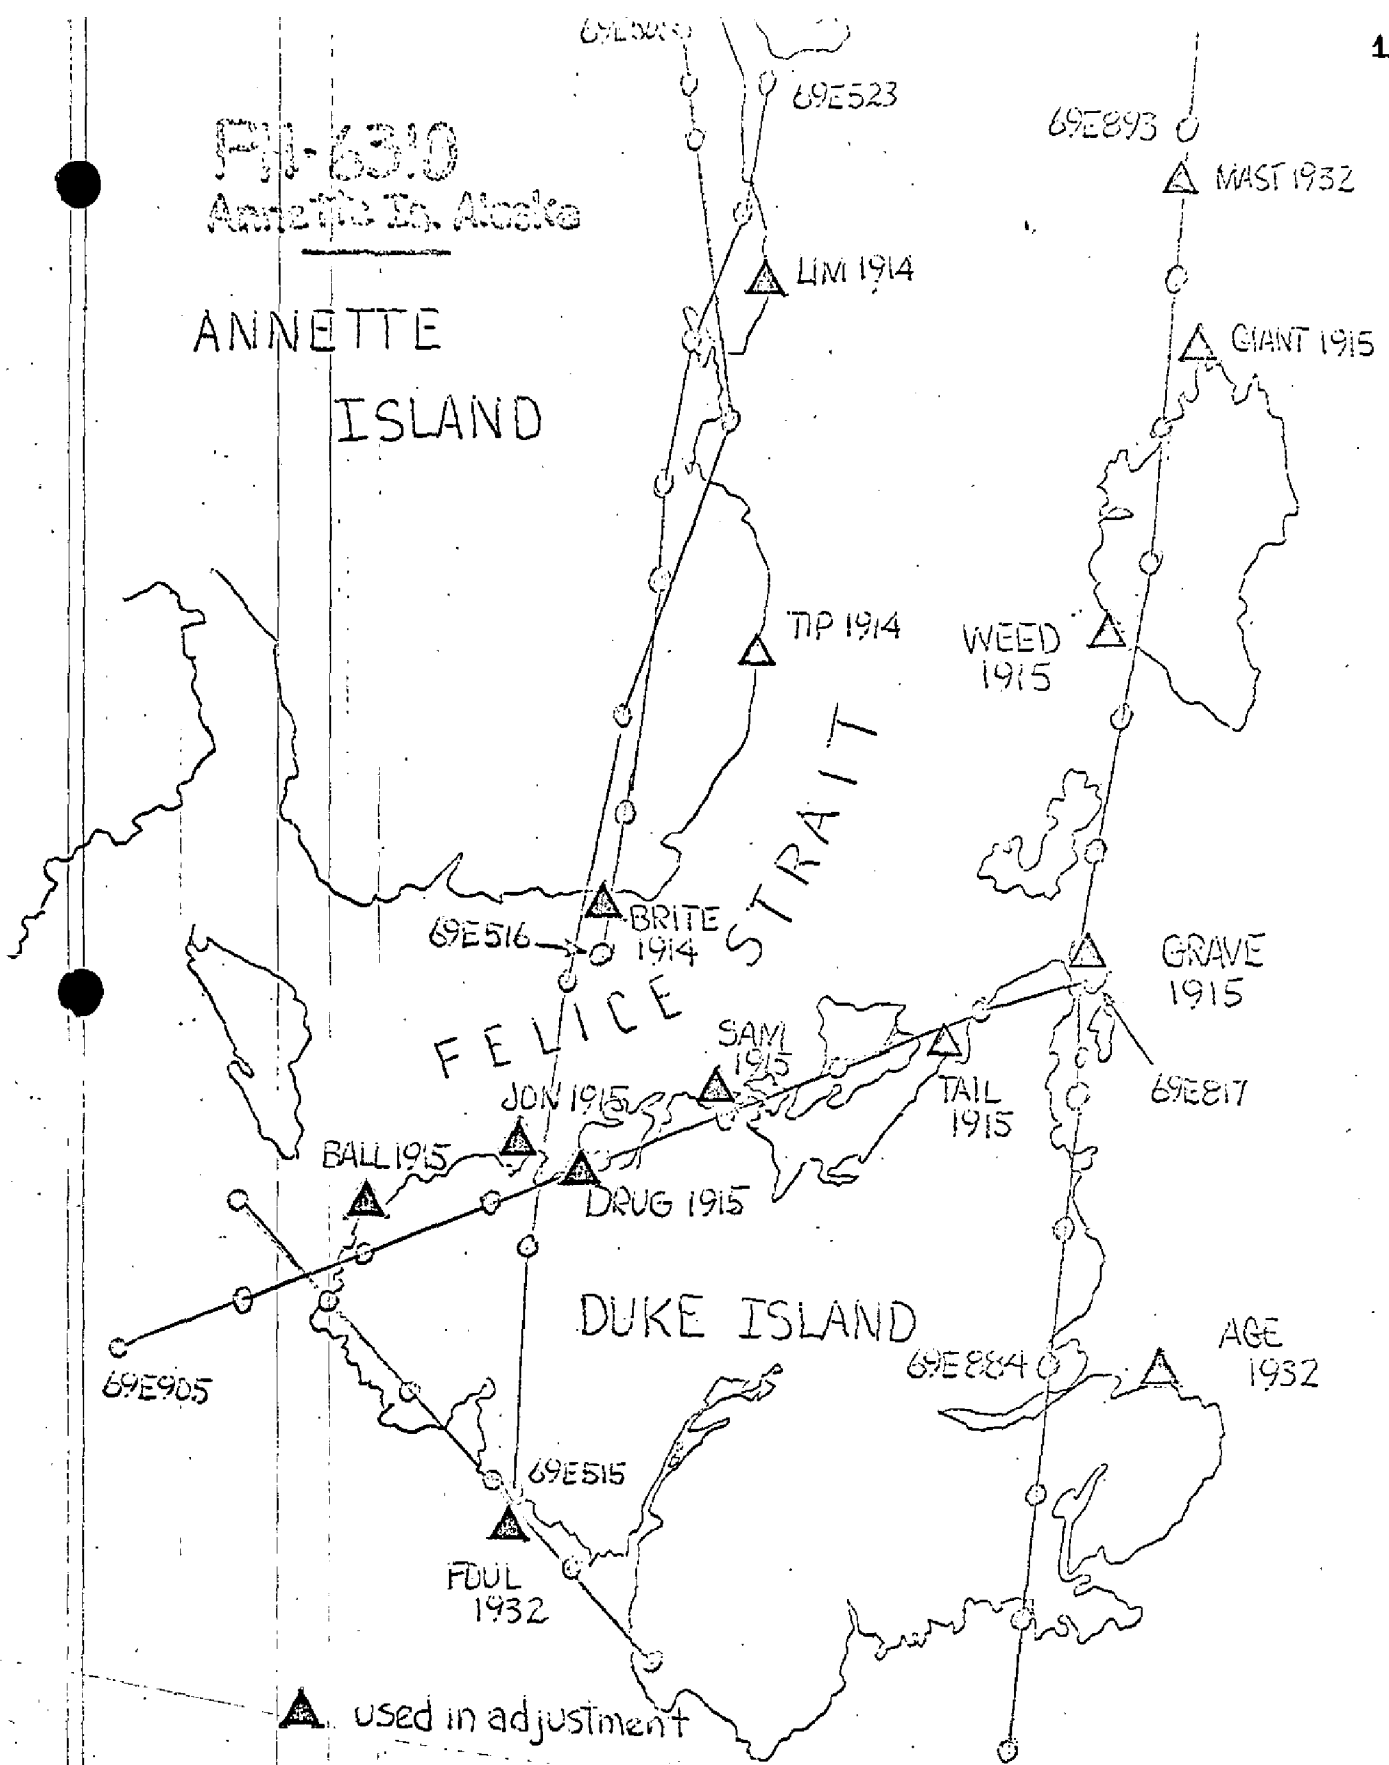 69E523
69E893
MAST 1932
PH-6310
Annette Is. Alaska
LIM 1914
ANNETTE
GIANT 1915
ISLAND
TIP 1914
WEED
1915
STRAIT
BRITE
1914
69E516
GRAVE
1915
FELICE
SAM
1915
TAIL
1915
69E817
JON 1915
BALL 1915
DRUG 1915
DUKE ISLAND
AGE
1932
69E884
69E905
69E515
FOUL
1932
used in adjustment